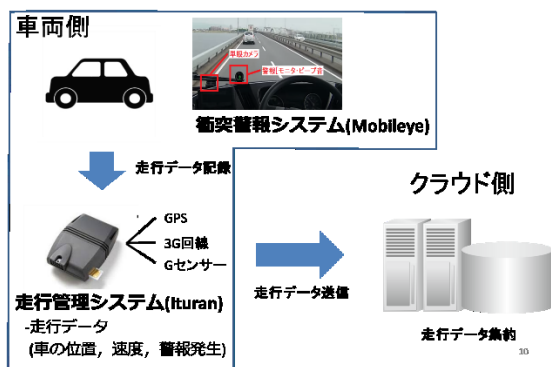 車両側
単眼カメラ
警報(モニタ・ビープ音)
衝突警報システム(Mobileye)
走行データ記録
GPS
3G回線
Gセンサー
走行管理システム(Ituran)
-走行データ
(車の位置，速度，警報発生)
走行データ送信
クラウド側
走行データ集約
10